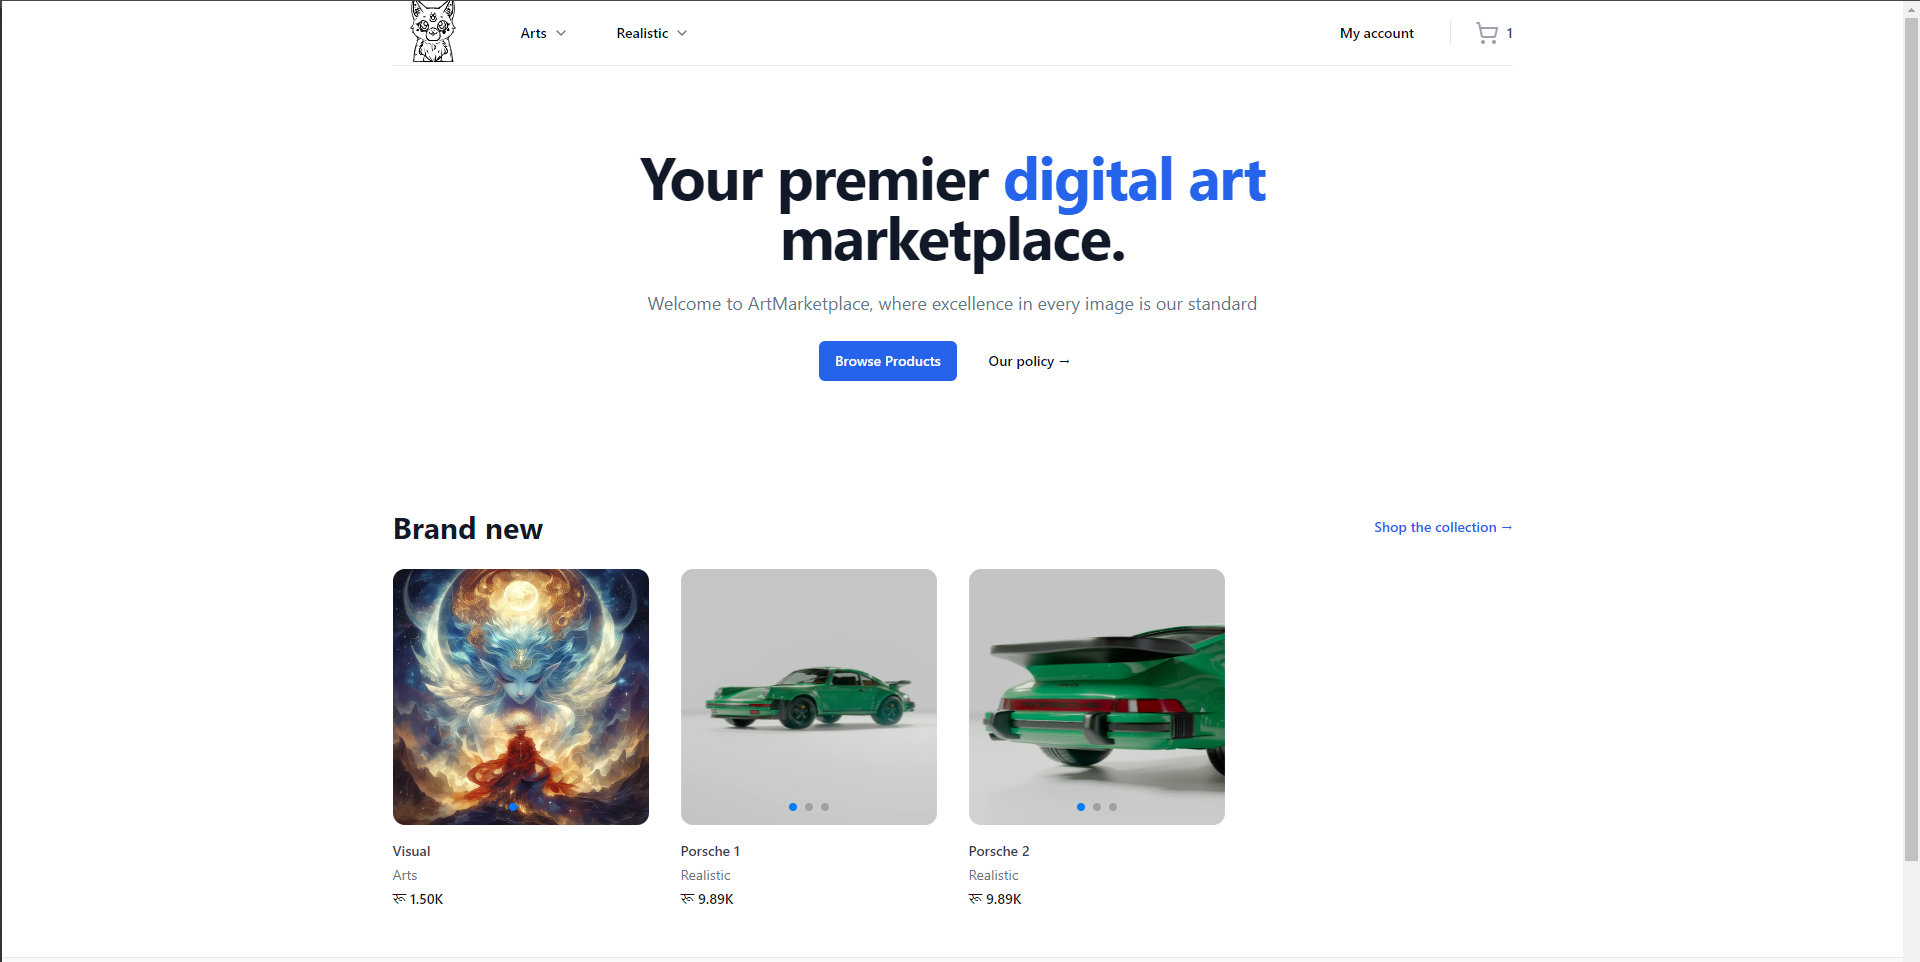 Arts
Realistic
My account
1
Your premier digital art
marketplace.
Welcome to ArtMarketplace, where excellence in every image is our standard
Browse Products
Our policy →
Brand new
Shop the collection →
Visual
Arts
रू 1.50K
Porsche 1
Realistic
रू 9.89K
Porsche 2
Realistic
रू 9.89K